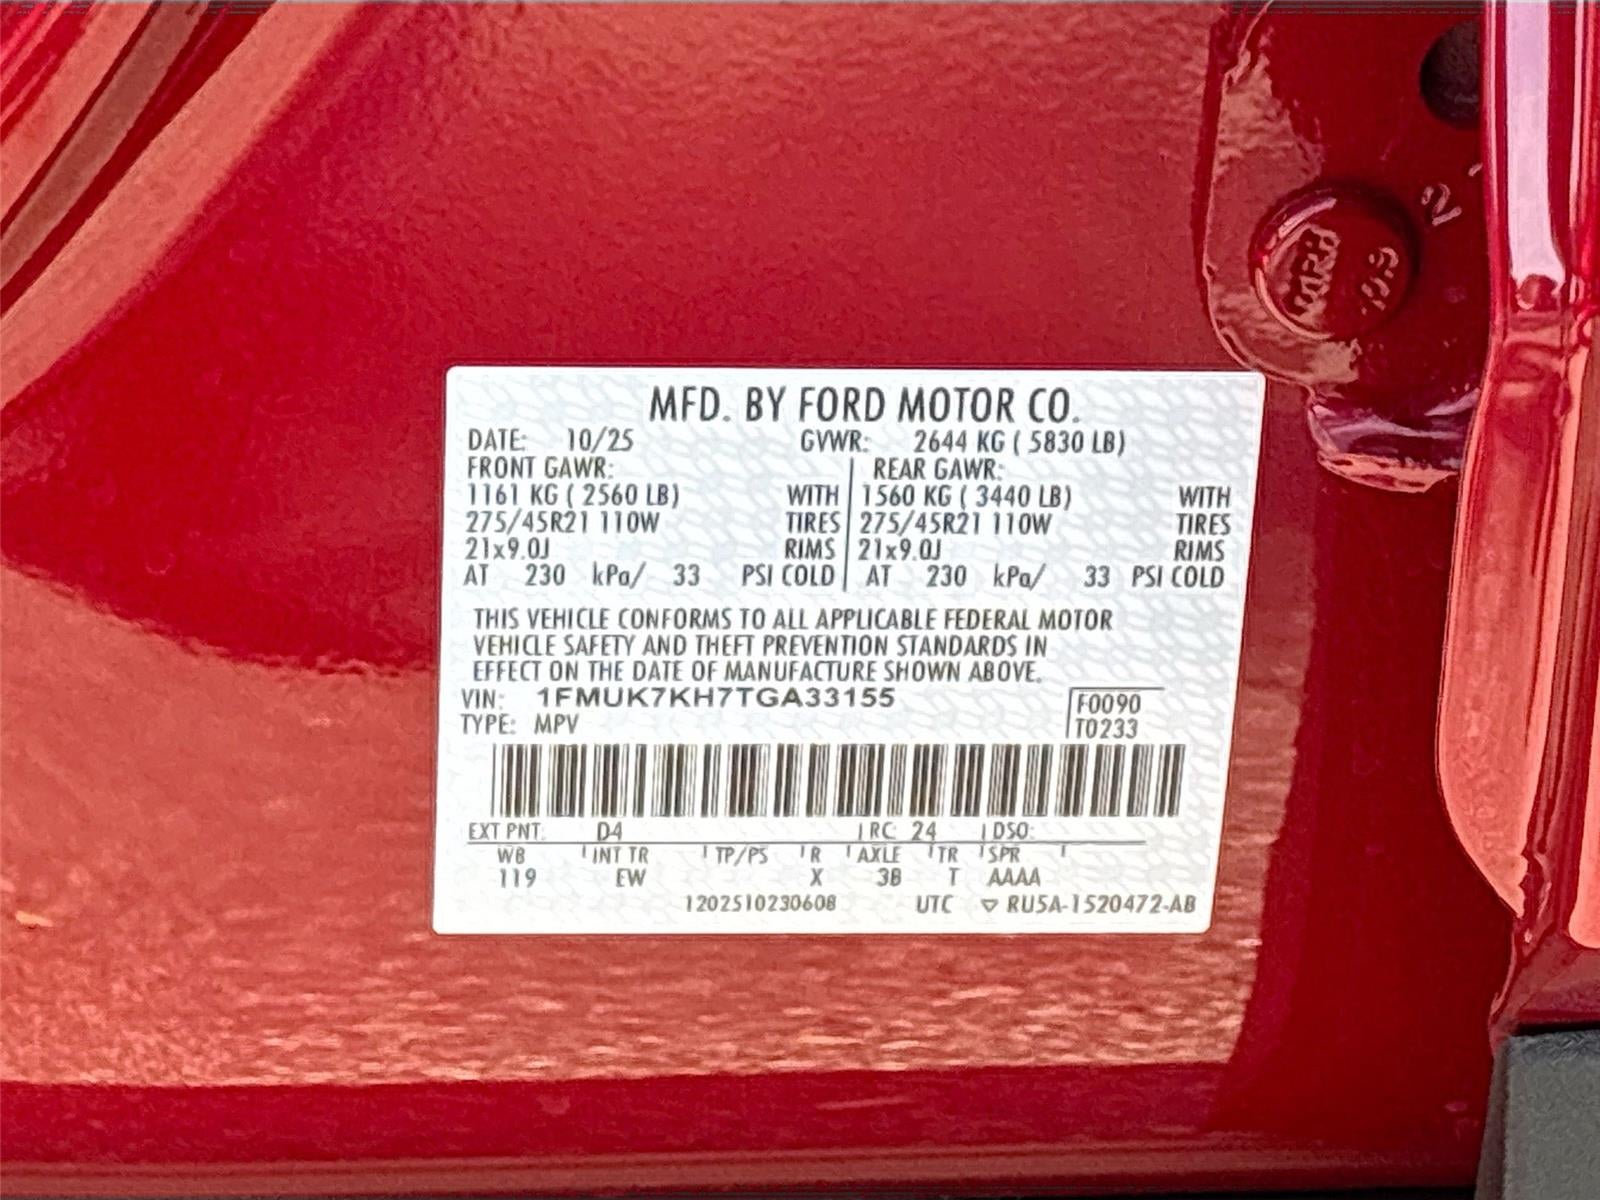 MFD. BY FORD MOTOR CO.
DATE: 10/25 GVWR: 2644 KG ( 5830 LB)
FRONT GAWR: REAR GAWR:
1161 KG ( 2560 LB) WITH 1560 KG ( 3440 LB) WITH
275/45R21 110W TIRES 275/45R21 110W TIRES
21x9.0J RIMS 21x9.0J RIMS
AT 230 kPa/ 33 PSI COLD AT 230 kPa/ 33 PSI COLD
THIS VEHICLE CONFORMS TO ALL APPLICABLE FEDERAL MOTOR
VEHICLE SAFETY AND THEFT PREVENTION STANDARDS IN
EFFECT ON THE DATE OF MANUFACTURE SHOWN ABOVE.
VIN: 1FMUK7KH7TGA33155 F0090
TYPE: MPV T0233
EXT PNT: D4 RC: 24 DSO:
WB INT TR TP/PS R AXLE TR SPR
119 EW X 3B T AAAA
1202510230608 UTC ▽ RU5A-1520472-AB
2